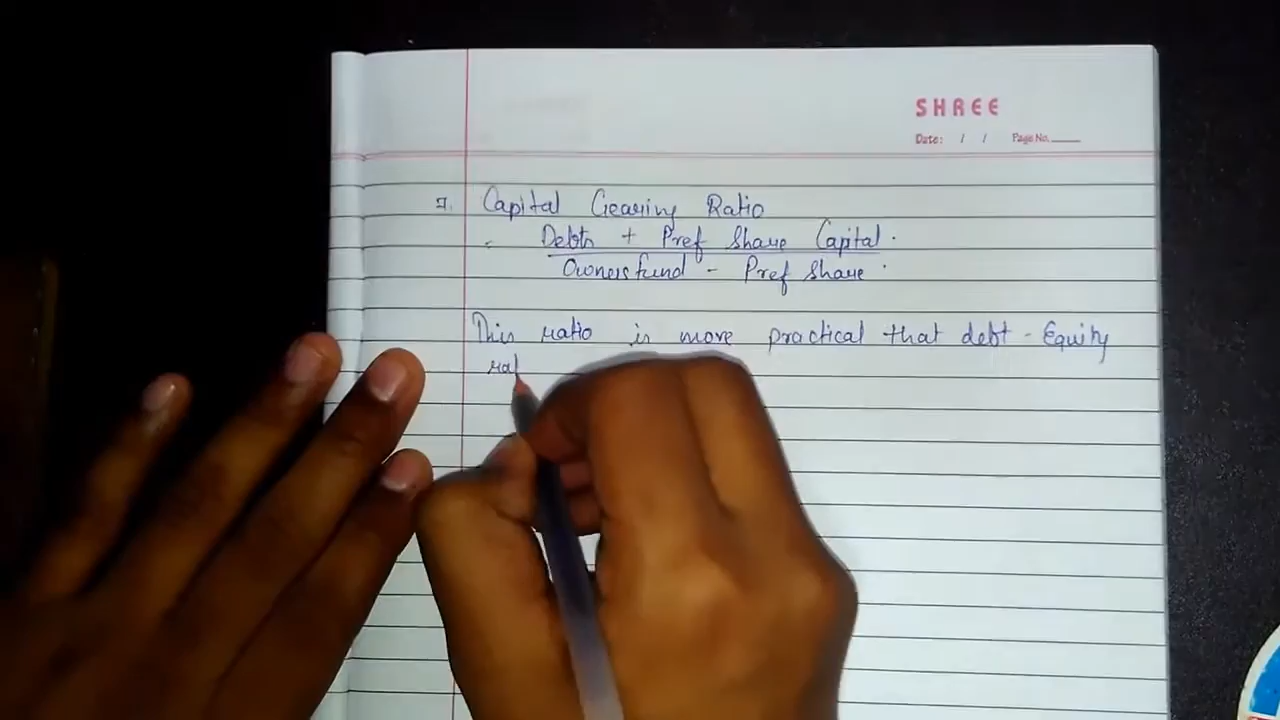 SHREE
Date: / / Page No.
7. Capital Gearing Ratio
= Debts + Pref Share Capital.
Owners fund - Pref Share.
This ratio is more practical that debt - Equity
rat